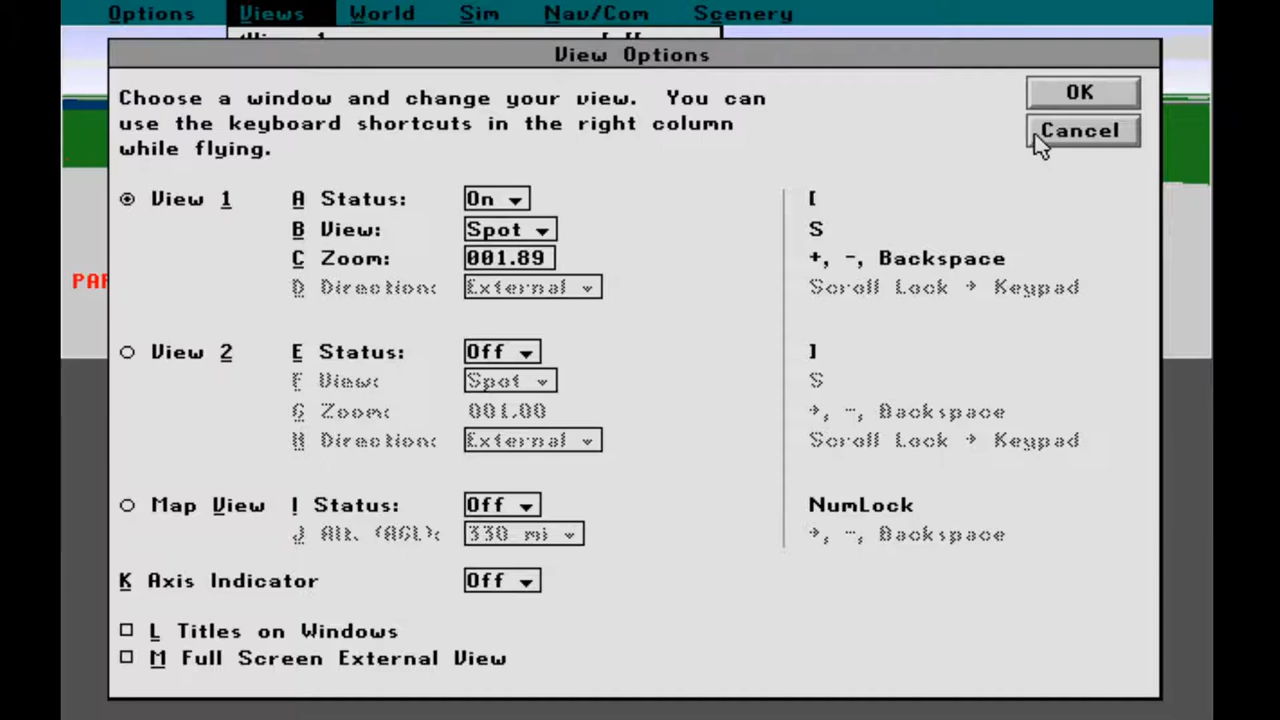 Options Views World Sim Nav/Com Scenery
View Options
Choose a window and change your view. You can
use the keyboard shortcuts in the right column
while flying.
OK
Cancel
View 1 A Status: On [
B View: Spot S
C Zoom: 001.89 +, -, Backspace
D Direction: External Scroll Lock + Keypad
PAR
View 2 E Status: Off ]
F View: Spot S
G Zoom: 001.00 +, -, Backspace
H Direction: External Scroll Lock + Keypad
Map View I Status: Off NumLock
J Alt. (AGL): 330 mi +, -, Backspace
K Axis Indicator Off
L Titles on Windows
M Full Screen External View